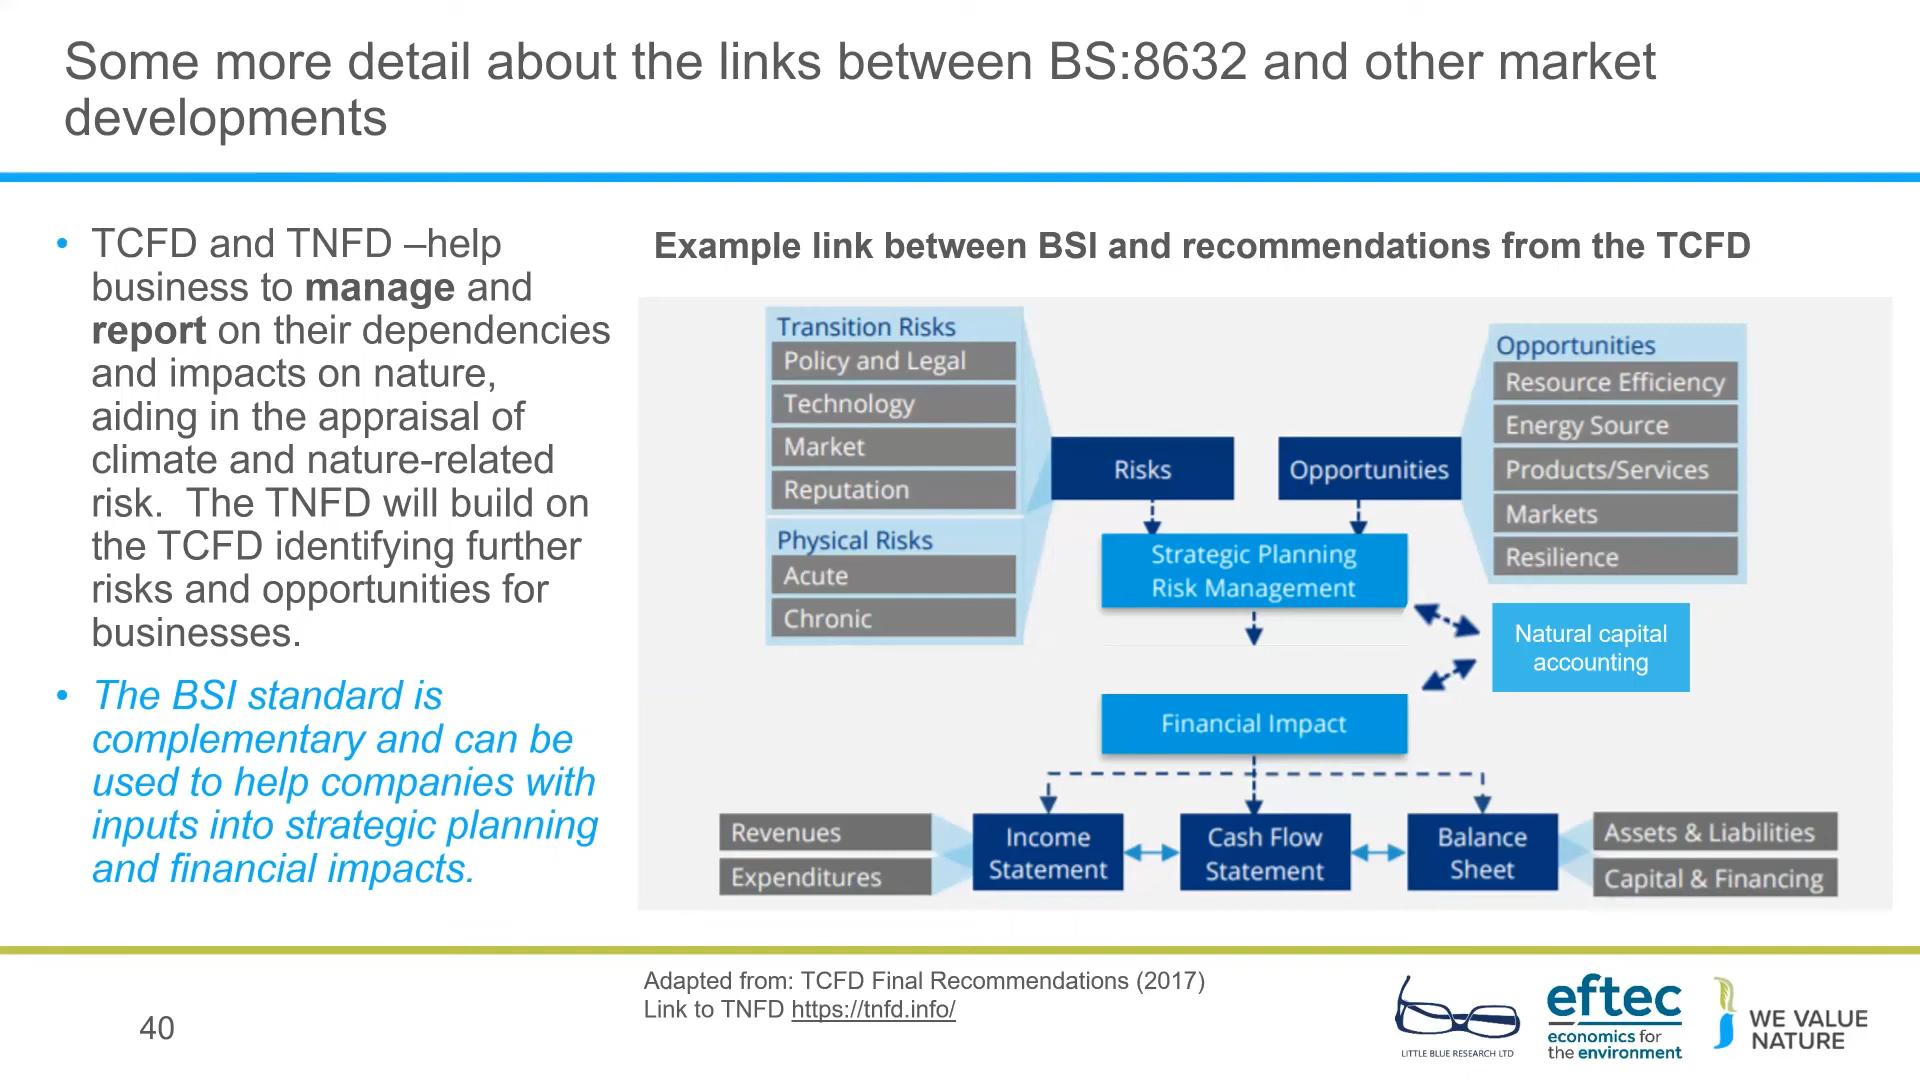 Some more detail about the links between BS:8632 and other market
developments
• TCFD and TNFD –help
business to manage and
report on their dependencies
and impacts on nature,
aiding in the appraisal of
climate and nature-related
risk. The TNFD will build on
the TCFD identifying further
risks and opportunities for
businesses.
• The BSI standard is
complementary and can be
used to help companies with
inputs into strategic planning
and financial impacts.
Example link between BSI and recommendations from the TCFD
Transition Risks
Policy and Legal
Technology
Market
Reputation
Physical Risks
Acute
Chronic
Risks
Opportunities
Opportunities
Resource Efficiency
Energy Source
Products/Services
Markets
Resilience
Strategic Planning
Risk Management
Natural capital
accounting
Financial Impact
Revenues
Expenditures
Income
Statement
Cash Flow
Statement
Balance
Sheet
Assets & Liabilities
Capital & Financing
Adapted from: TCFD Final Recommendations (2017)
Link to TNFD https://tnfd.info/
40
LITTLE BLUE RESEARCH LTD
eftec
economics for
the environment
WE VALUE
NATURE